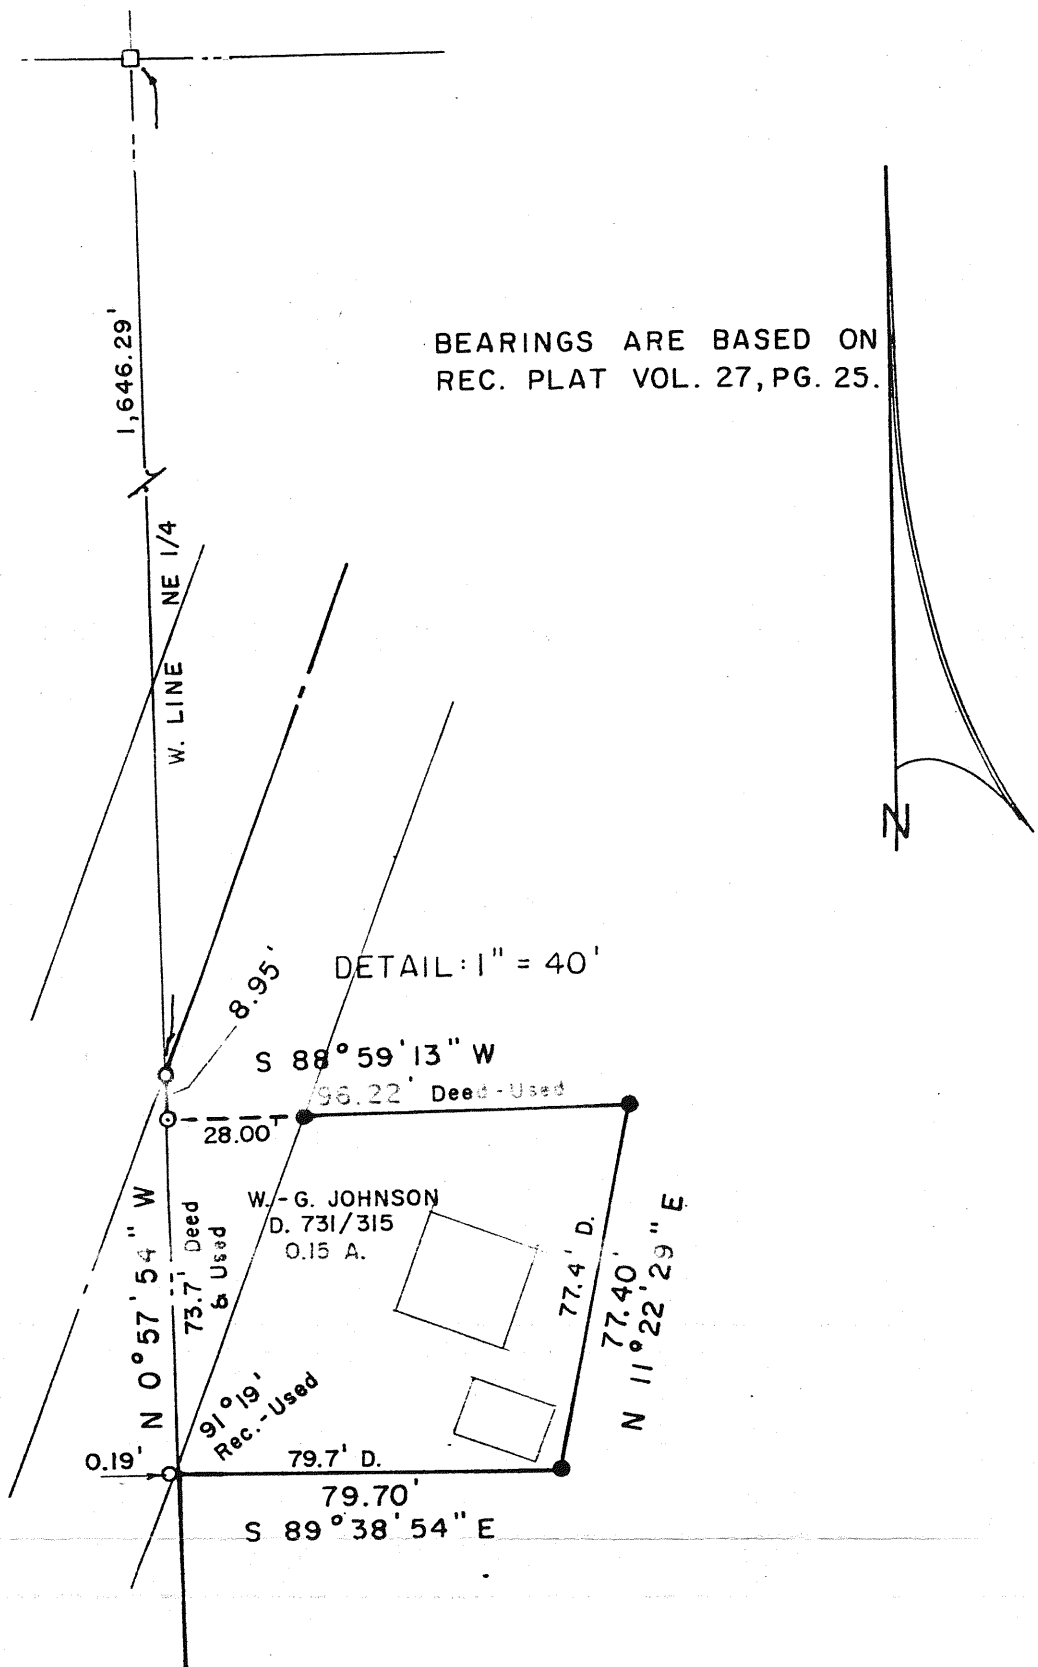 1,646.29'
BEARINGS ARE BASED ON
REC. PLAT VOL. 27, PG. 25.
W. LINE NE 1/4
N
8.95'
DETAIL: 1" = 40'
S 88°59'13" W
96.22' Deed-Used
28.00'
W.-G. JOHNSON
D. 731/315
0.15 A.
N 0°57'54" W
73.7' Deed
& Used
77.4' D.
77.40'
N 11°22'29" E
91°19'
Rec.-Used
0.19'
79.7' D.
79.70'
S 89°38'54" E